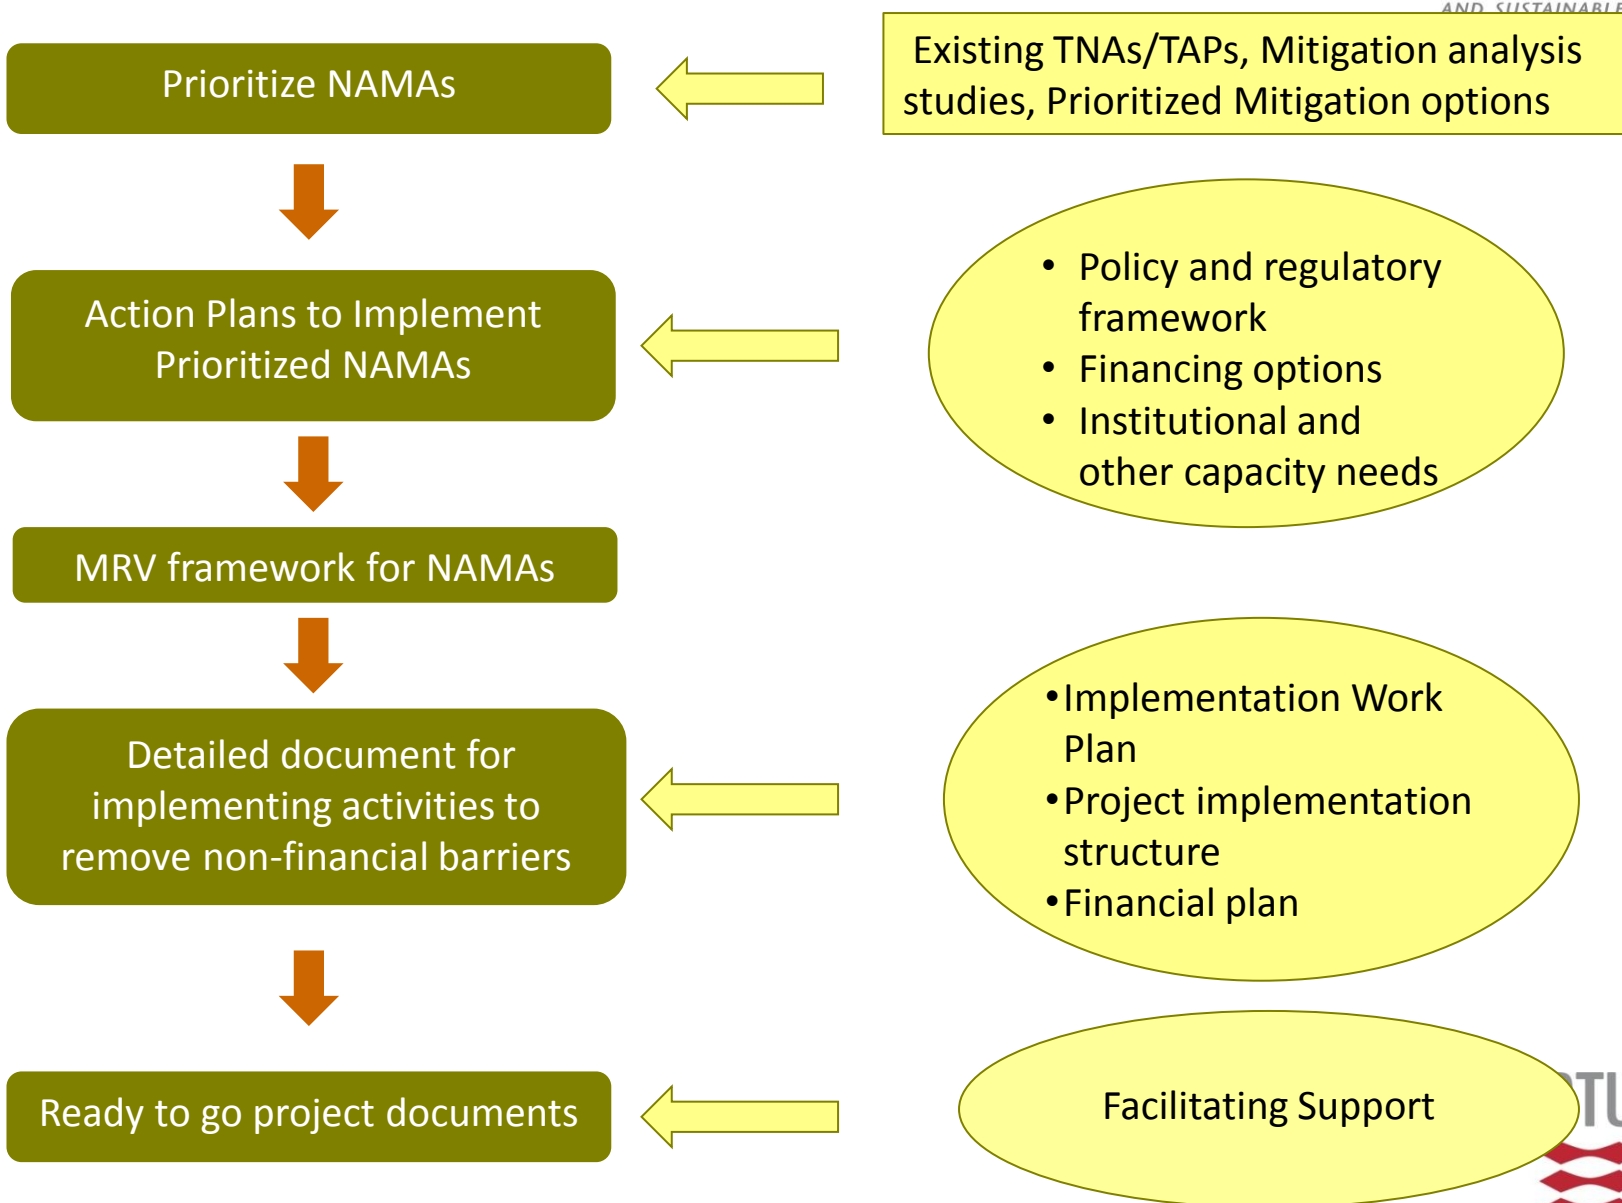 AND SUSTAINABLE
Prioritize NAMAs
Existing TNAs/TAPs, Mitigation analysis
studies, Prioritized Mitigation options
Action Plans to Implement
Prioritized NAMAs
• Policy and regulatory
framework
• Financing options
• Institutional and
other capacity needs
MRV framework for NAMAs
Detailed document for
implementing activities to
remove non-financial barriers
•Implementation Work
Plan
•Project implementation
structure
•Financial plan
Ready to go project documents
Facilitating Support